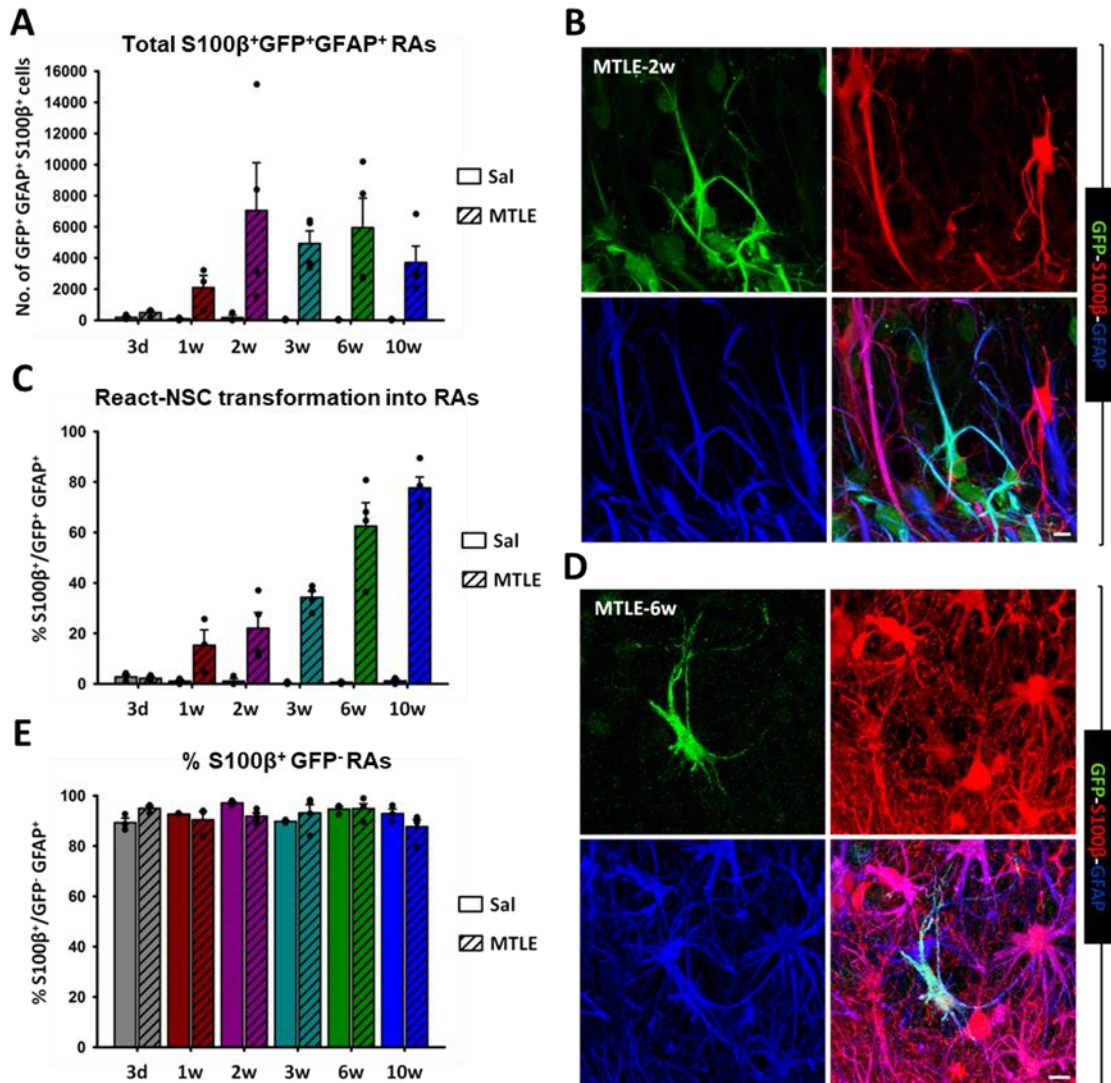 A
Total S100β⁺GFP⁺GFAP⁺ RAs
No. of GFP⁺ GFAP⁺ S100β⁺ cells
16000
14000
12000
10000
8000
6000
4000
2000
0
3d 1w 2w 3w 6w 10w
Sal
MTLE
B
MTLE-2w
GFP-S100β-GFAP
C
React-NSC transformation into RAs
% S100β⁺/GFP⁺ GFAP⁺
100
80
60
40
20
0
3d 1w 2w 3w 6w 10w
Sal
MTLE
D
MTLE-6w
GFP-S100β-GFAP
E
% S100β⁺ GFP⁻ RAs
% S100β⁺/GFP⁻ GFAP⁺
100
80
60
40
20
0
3d 1w 2w 3w 6w 10w
Sal
MTLE